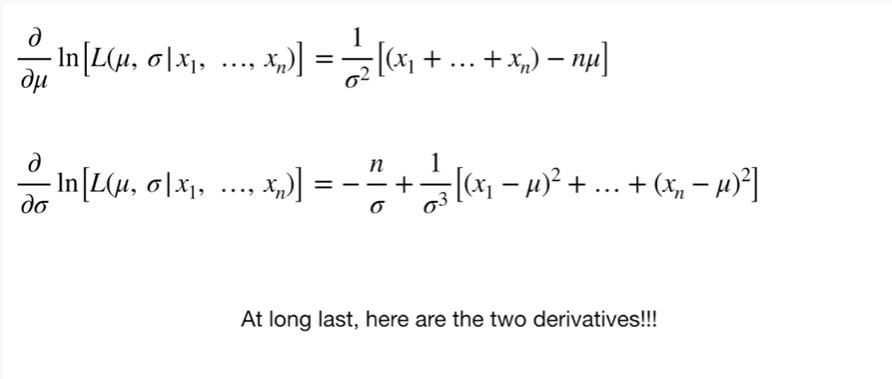 ∂/∂μ ln[L(μ, σ|x₁, …, xₙ)] = 1/σ² [(x₁ + … + xₙ) − nμ]
∂/∂σ ln[L(μ, σ|x₁, …, xₙ)] = −n/σ + 1/σ³ [(x₁ − μ)² + … + (xₙ − μ)²]
At long last, here are the two derivatives!!!